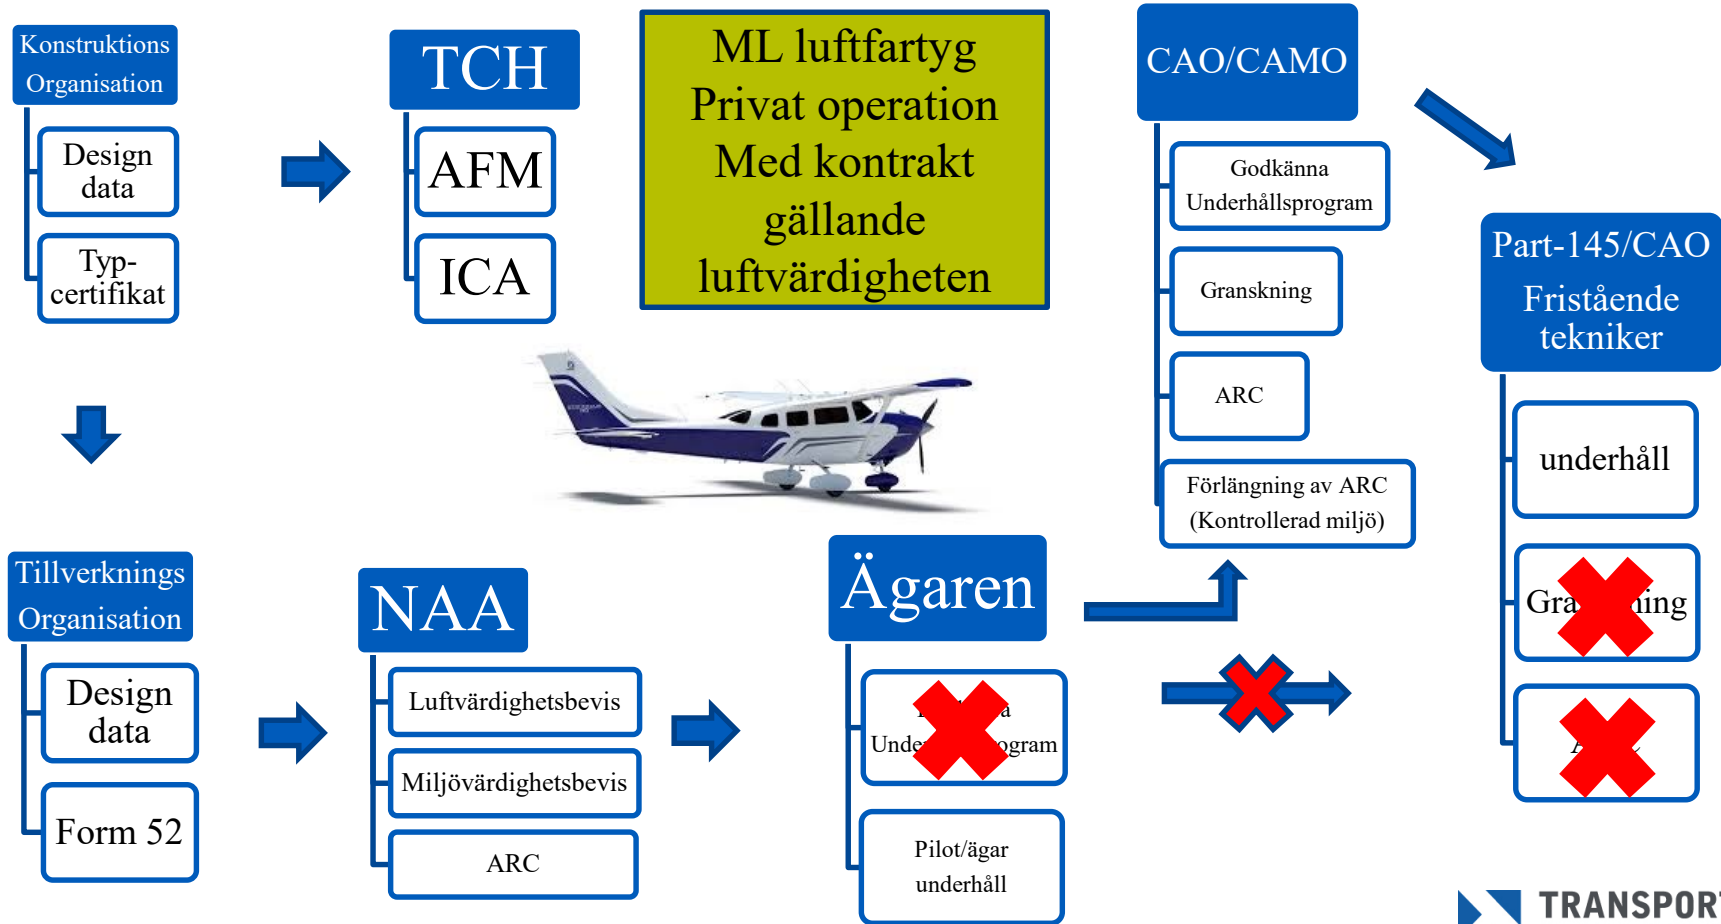 Konstruktions
Organisation
Design
data
Typ-
certifikat
TCH
AFM
ICA
ML luftfartyg
Privat operation
Med kontrakt
gällande
luftvärdigheten
CAO/CAMO
Godkänna
Underhållsprogram
Granskning
ARC
Förlängning av ARC
(Kontrollerad miljö)
Part-145/CAO
Fristående
tekniker
underhåll
Tillverknings
Organisation
Design
data
Form 52
NAA
Luftvärdighetsbevis
Miljövärdighetsbevis
ARC
Ägaren
Pilot/ägar
underhåll
TRANSPORT